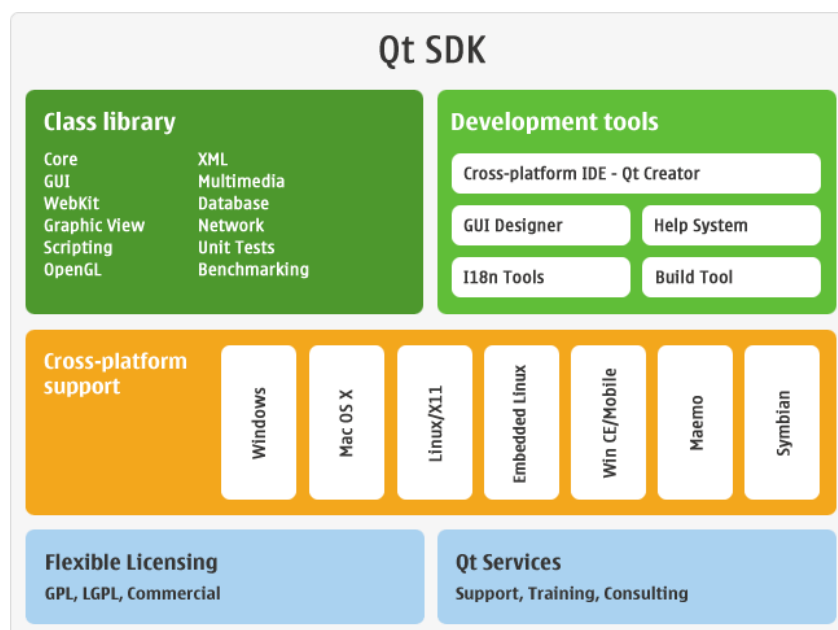 Qt SDK
Class library
Core
GUI
WebKit
Graphic View
Scripting
OpenGL
XML
Multimedia
Database
Network
Unit Tests
Benchmarking
Development tools
Cross-platform IDE - Qt Creator
GUI Designer
Help System
I18n Tools
Build Tool
Cross-platform
support
Windows
Mac OS X
Linux/X11
Embedded Linux
Win CE/Mobile
Maemo
Symbian
Flexible Licensing
GPL, LGPL, Commercial
Qt Services
Support, Training, Consulting